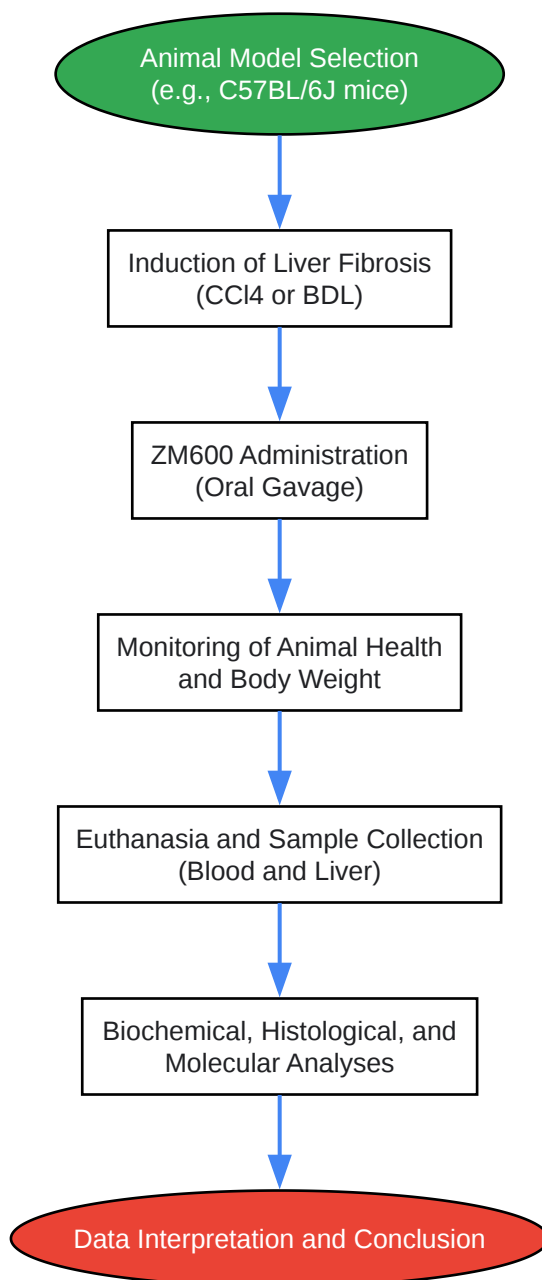 Animal Model Selection
(e.g., C57BL/6J mice)
Induction of Liver Fibrosis
(CCl4 or BDL)
ZM600 Administration
(Oral Gavage)
Monitoring of Animal Health
and Body Weight
Euthanasia and Sample Collection
(Blood and Liver)
Biochemical, Histological, and
Molecular Analyses
Data Interpretation and Conclusion